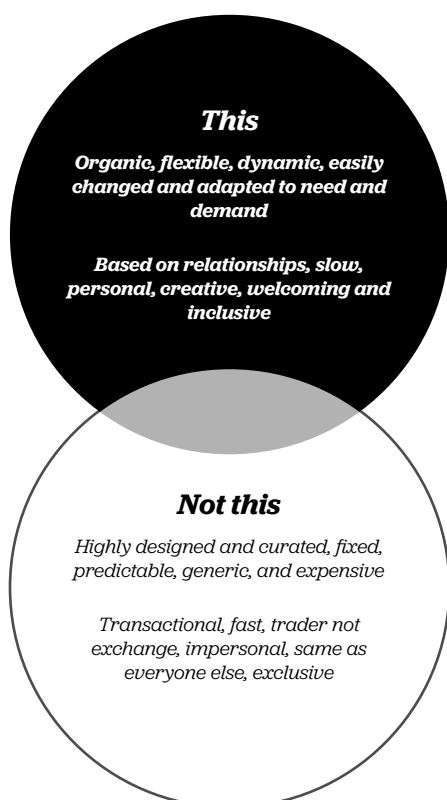 This
Organic, flexible, dynamic, easily
changed and adapted to need and
demand
Based on relationships, slow,
personal, creative, welcoming and
inclusive
Not this
Highly designed and curated, fixed,
predictable, generic, and expensive
Transactional, fast, trader not
exchange, impersonal, same as
everyone else, exclusive